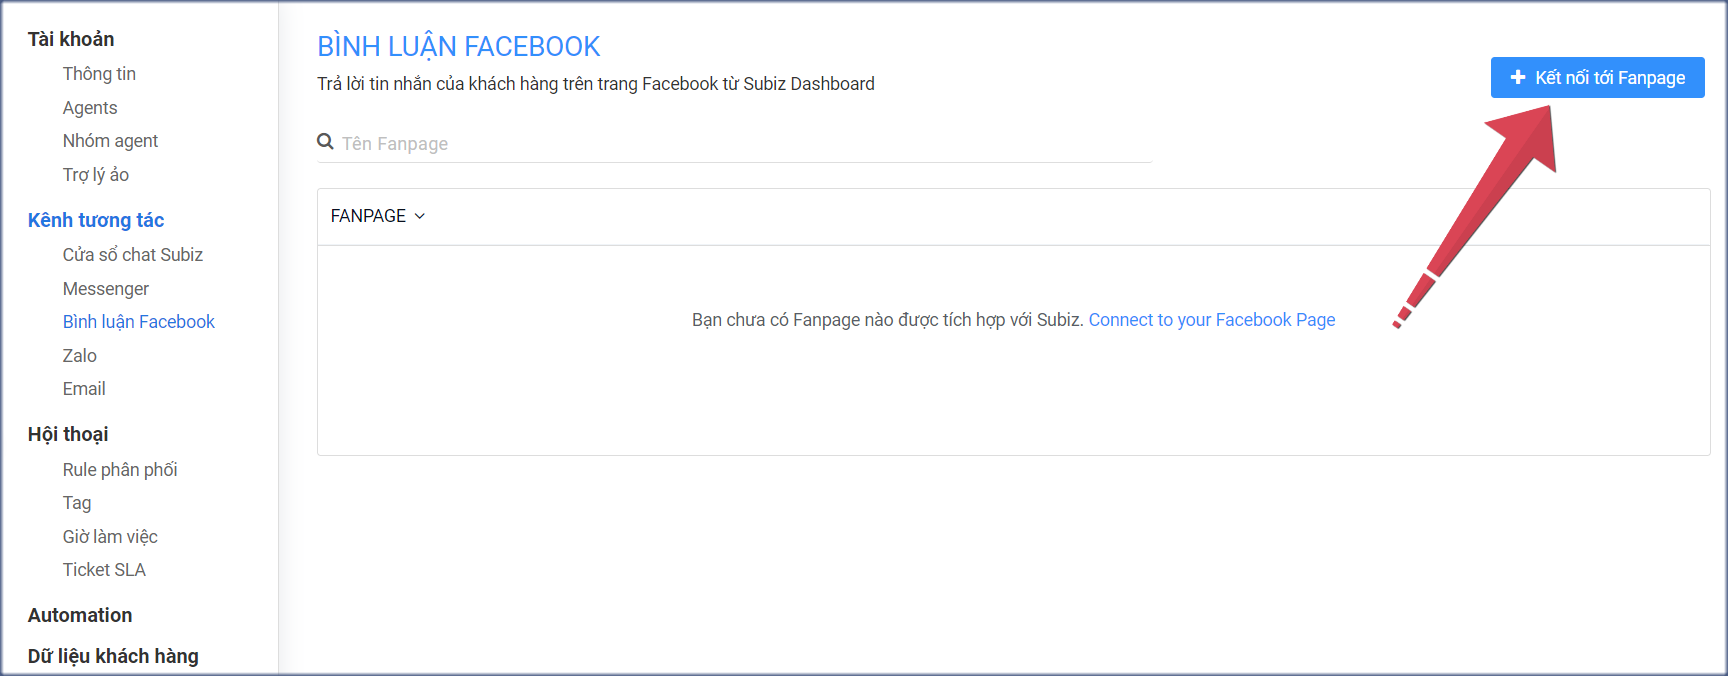 Tài khoản
Thông tin
Agents
Nhóm agent
Trợ lý ảo
Kênh tương tác
Cửa sổ chat Subiz
Messenger
Bình luận Facebook
Zalo
Email
Hội thoại
Rule phân phối
Tag
Giờ làm việc
Ticket SLA
Automation
Dữ liệu khách hàng
BÌNH LUẬN FACEBOOK
Trả lời tin nhắn của khách hàng trên trang Facebook từ Subiz Dashboard
Kết nối tới Fanpage
Tên Fanpage
FANPAGE
Bạn chưa có Fanpage nào được tích hợp với Subiz. Connect to your Facebook Page